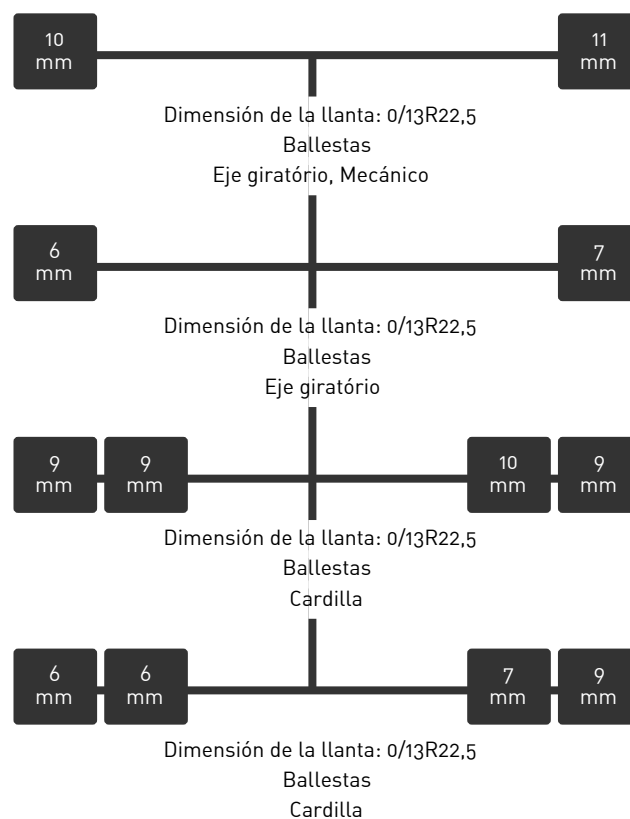 10 mm
11 mm
Dimensión de la llanta: 0/13R22,5
Ballestas
Eje giratório, Mecánico
6 mm
7 mm
Dimensión de la llanta: 0/13R22,5
Ballestas
Eje giratório
9 mm
9 mm
10 mm
9 mm
Dimensión de la llanta: 0/13R22,5
Ballestas
Cardilla
6 mm
6 mm
7 mm
9 mm
Dimensión de la llanta: 0/13R22,5
Ballestas
Cardilla